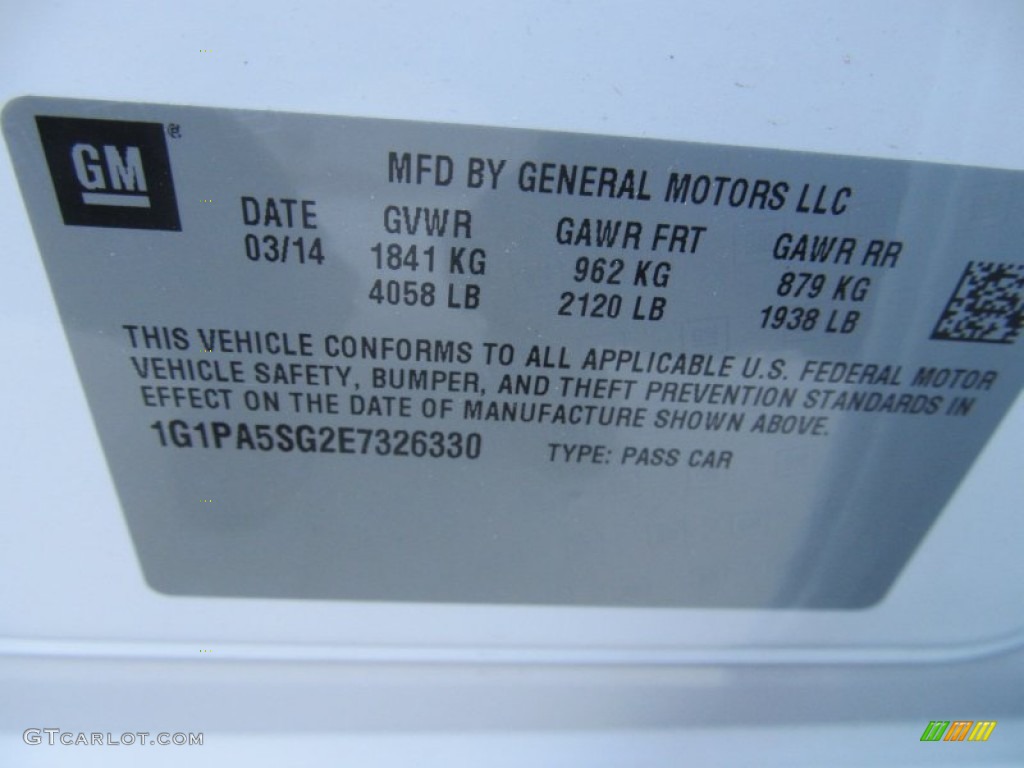 GM®
MFD BY GENERAL MOTORS LLC
DATE GVWR GAWR FRT GAWR RR
03/14 1841 KG 962 KG 879 KG
4058 LB 2120 LB 1938 LB
THIS VEHICLE CONFORMS TO ALL APPLICABLE U.S. FEDERAL MOTOR
VEHICLE SAFETY, BUMPER, AND THEFT PREVENTION STANDARDS IN
EFFECT ON THE DATE OF MANUFACTURE SHOWN ABOVE.
1G1PA5SG2E7326330 TYPE: PASS CAR
GTCARLOT.COM